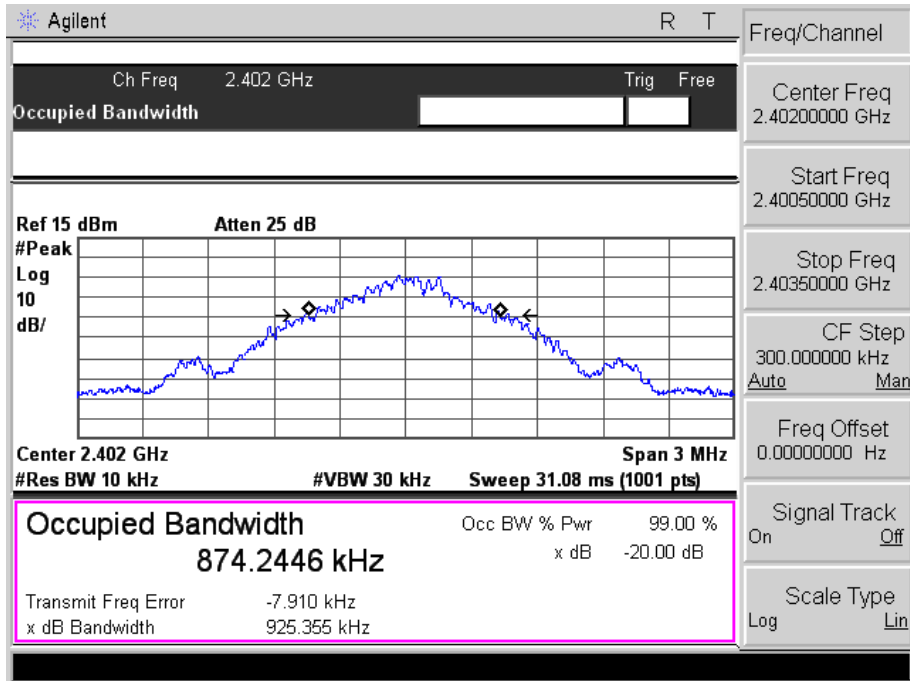 Agilent R T
Freq/Channel
Ch Freq 2.402 GHz Trig Free
Occupied Bandwidth
Center Freq
2.40200000 GHz
Start Freq
2.40050000 GHz
Stop Freq
2.40350000 GHz
CF Step
300.000000 kHz
Auto Man
Freq Offset
0.00000000 Hz
Signal Track
On Off
Scale Type
Log Lin
Ref 15 dBm Atten 25 dB
#Peak
Log
10
dB/
Center 2.402 GHz Span 3 MHz
#Res BW 10 kHz #VBW 30 kHz Sweep 31.08 ms (1001 pts)
Occupied Bandwidth Occ BW % Pwr 99.00 %
874.2446 kHz x dB -20.00 dB
Transmit Freq Error -7.910 kHz
x dB Bandwidth 925.355 kHz